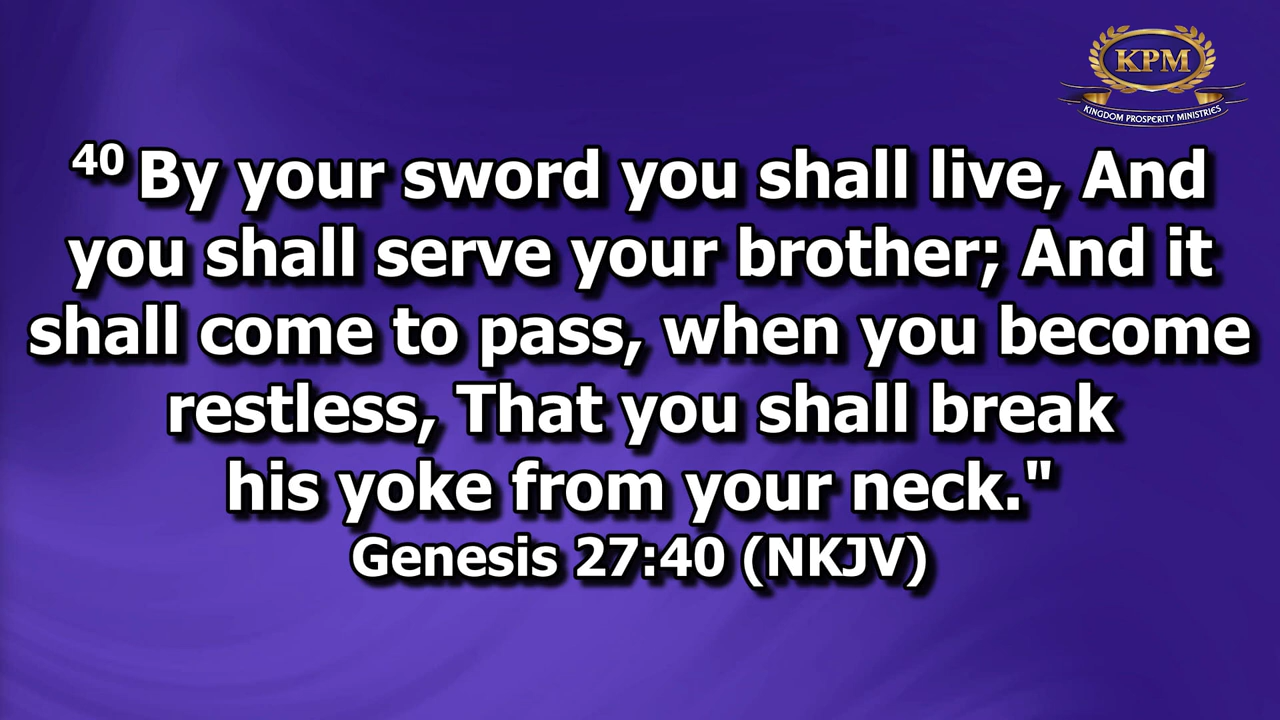 KPM
KINGDOM PROSPERITY MINISTRIES
40 By your sword you shall live, And
you shall serve your brother; And it
shall come to pass, when you become
restless, That you shall break
his yoke from your neck."
Genesis 27:40 (NKJV)